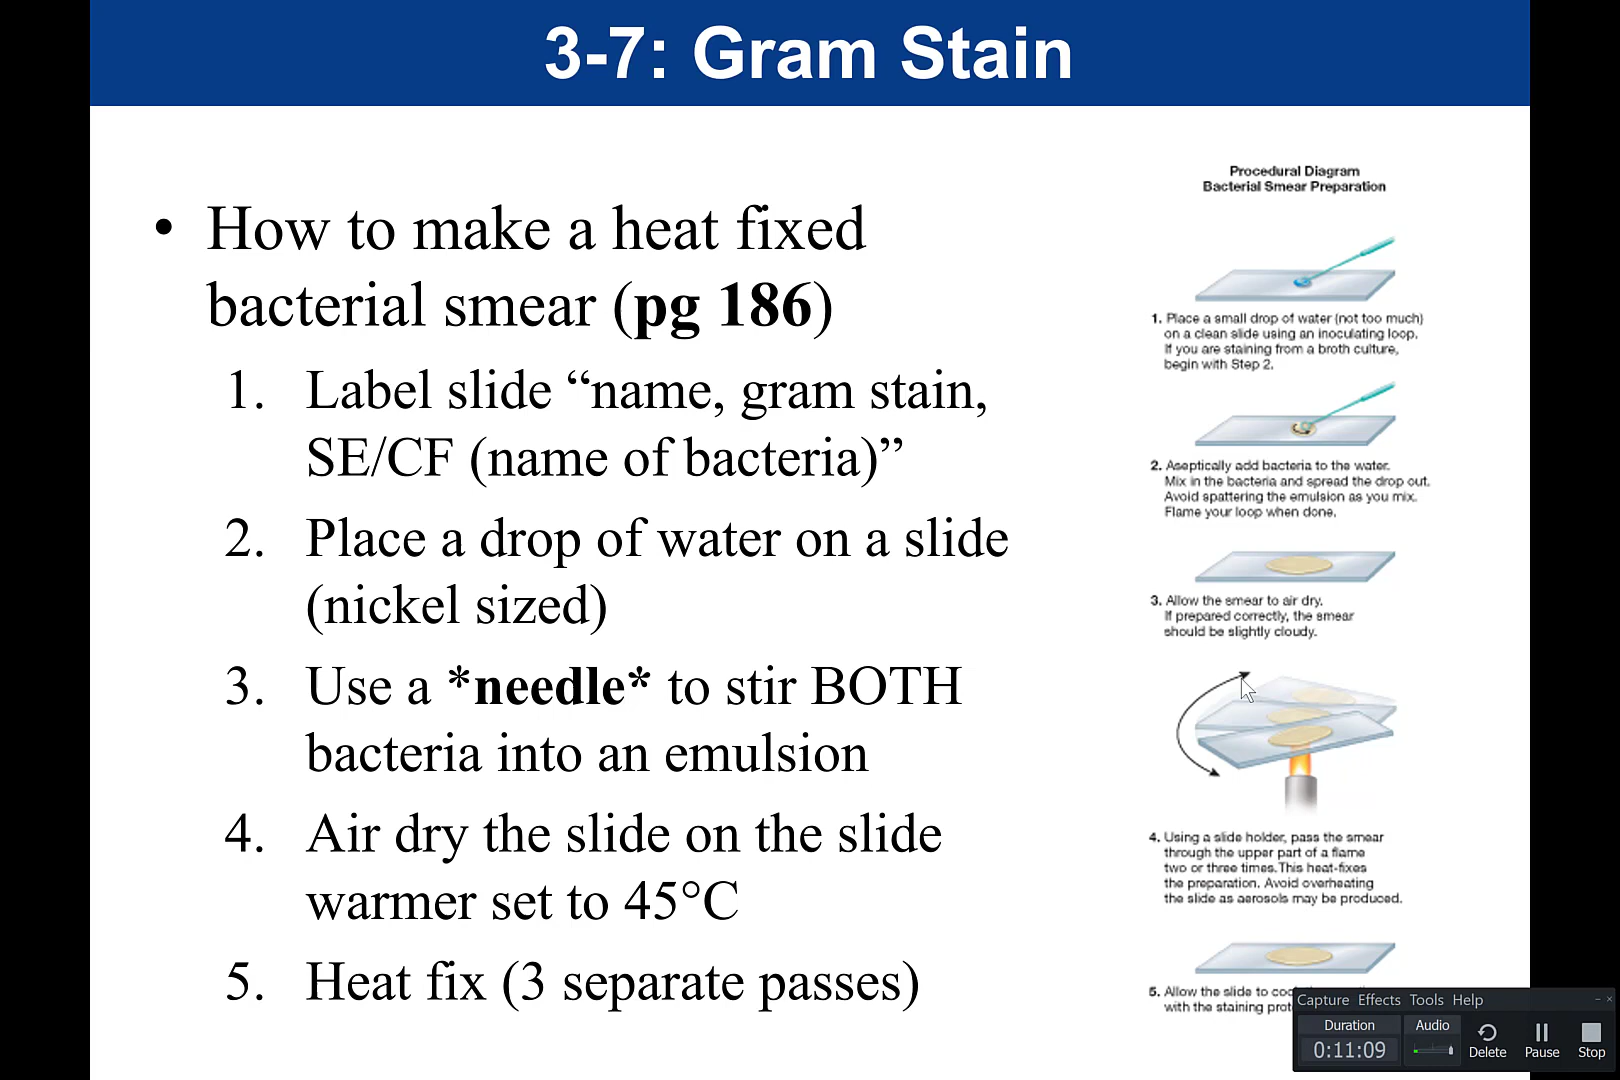 3-7: Gram Stain
• How to make a heat fixed
bacterial smear (pg 186)
1. Label slide “name, gram stain,
SE/CF (name of bacteria)”
2. Place a drop of water on a slide
(nickel sized)
3. Use a *needle* to stir BOTH
bacteria into an emulsion
4. Air dry the slide on the slide
warmer set to 45°C
5. Heat fix (3 separate passes)
Procedural Diagram
Bacterial Smear Preparation
1. Place a small drop of water (not too much)
on a clean slide using an inoculating loop.
If you are staining from a broth culture,
begin with Step 2.
2. Aseptically add bacteria to the water.
Mix in the bacteria and spread the drop out.
Avoid spattering the emulsion as you mix.
Flame your loop when done.
3. Allow the smear to air dry.
If prepared correctly, the smear
should be slightly cloudy.
4. Using a slide holder, pass the smear
through the upper part of a flame
two or three times. This heat-fixes
the preparation. Avoid overheating
the slide as aerosols may be produced.
5. Allow the slide to
with the staining
Capture Effects Tools Help
Duration Audio
0:11:09 Delete Pause Stop